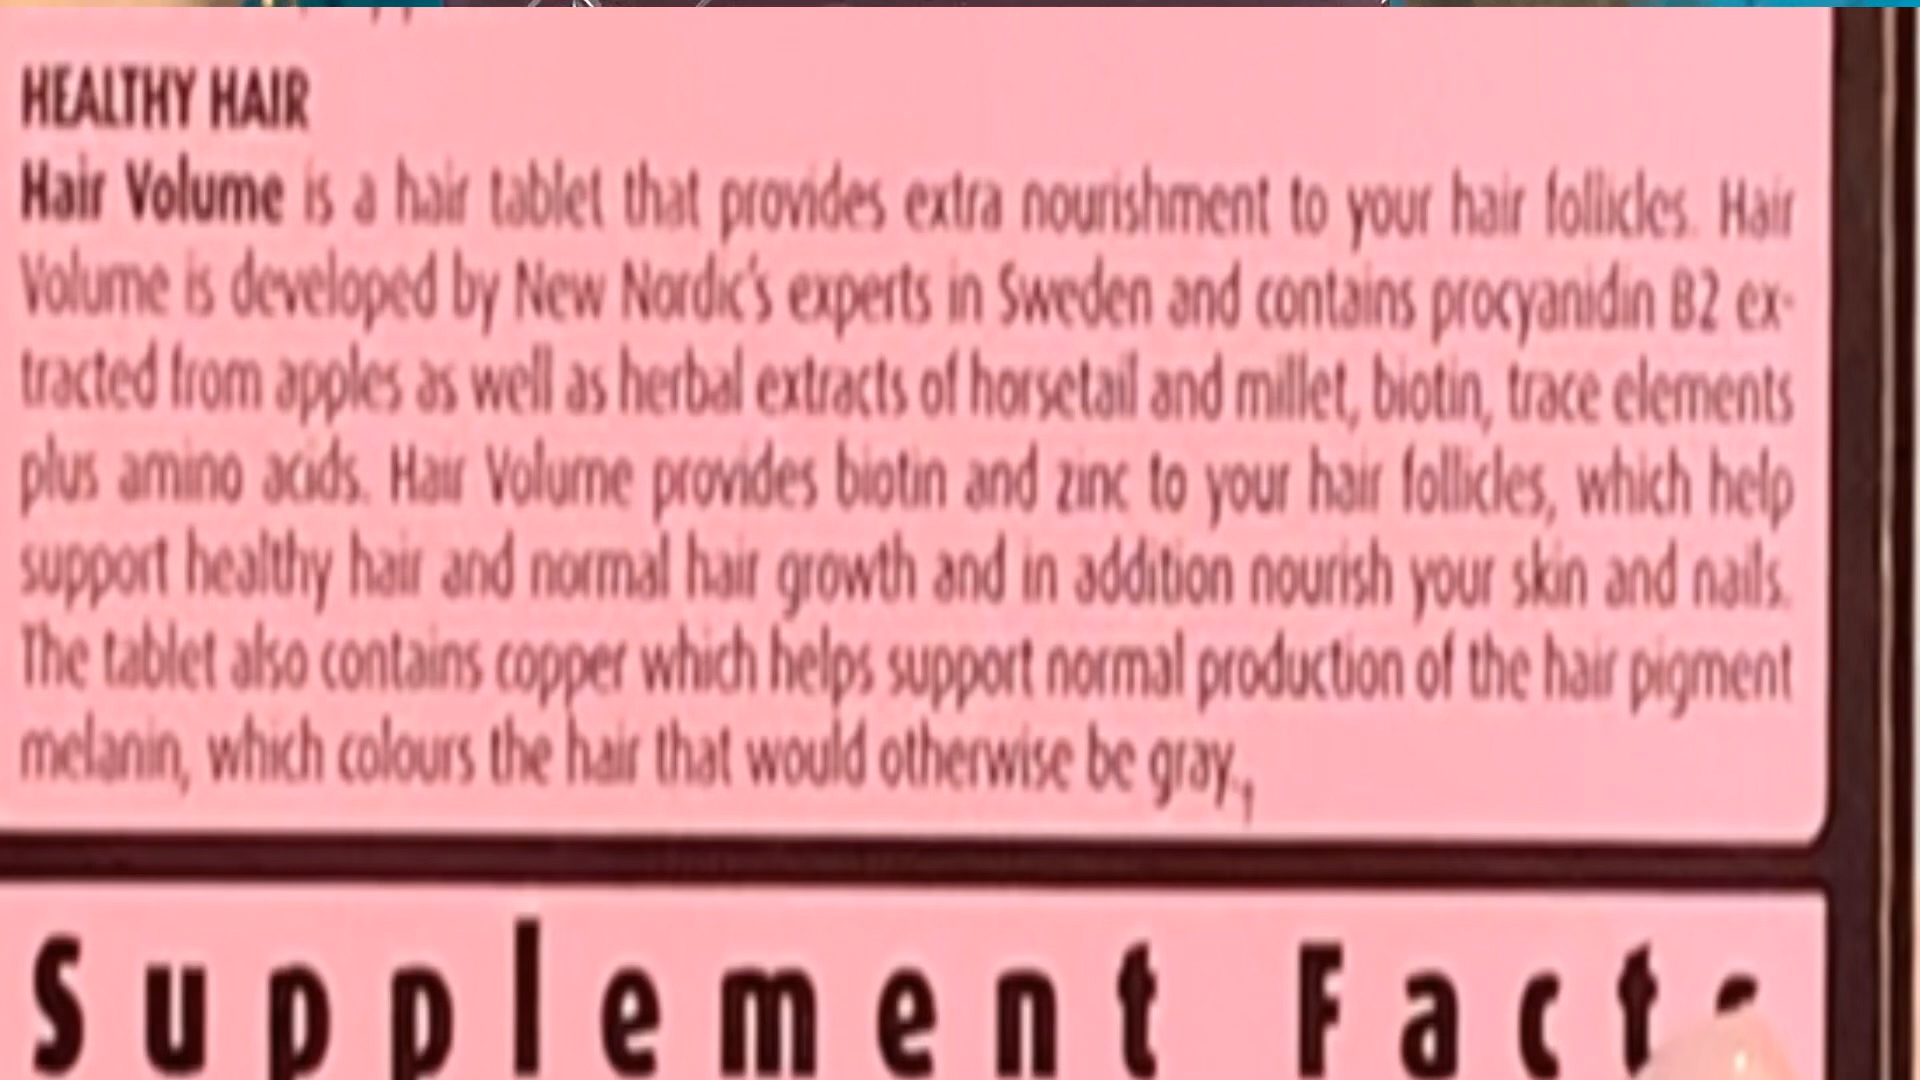 HEALTHY HAIR
Hair Volume is a hair tablet that provides extra nourishment to your hair follicles. Hair
Volume is developed by New Nordic's experts in Sweden and contains procyanidin B2 ex-
tracted from apples as well as herbal extracts of horsetail and millet, biotin, trace elements
plus amino acids. Hair Volume provides biotin and zinc to your hair follicles, which help
support healthy hair and normal hair growth and in addition nourish your skin and nails.
The tablet also contains copper which helps support normal production of the hair pigment
melanin, which colours the hair that would otherwise be gray.†
Supplement Facts